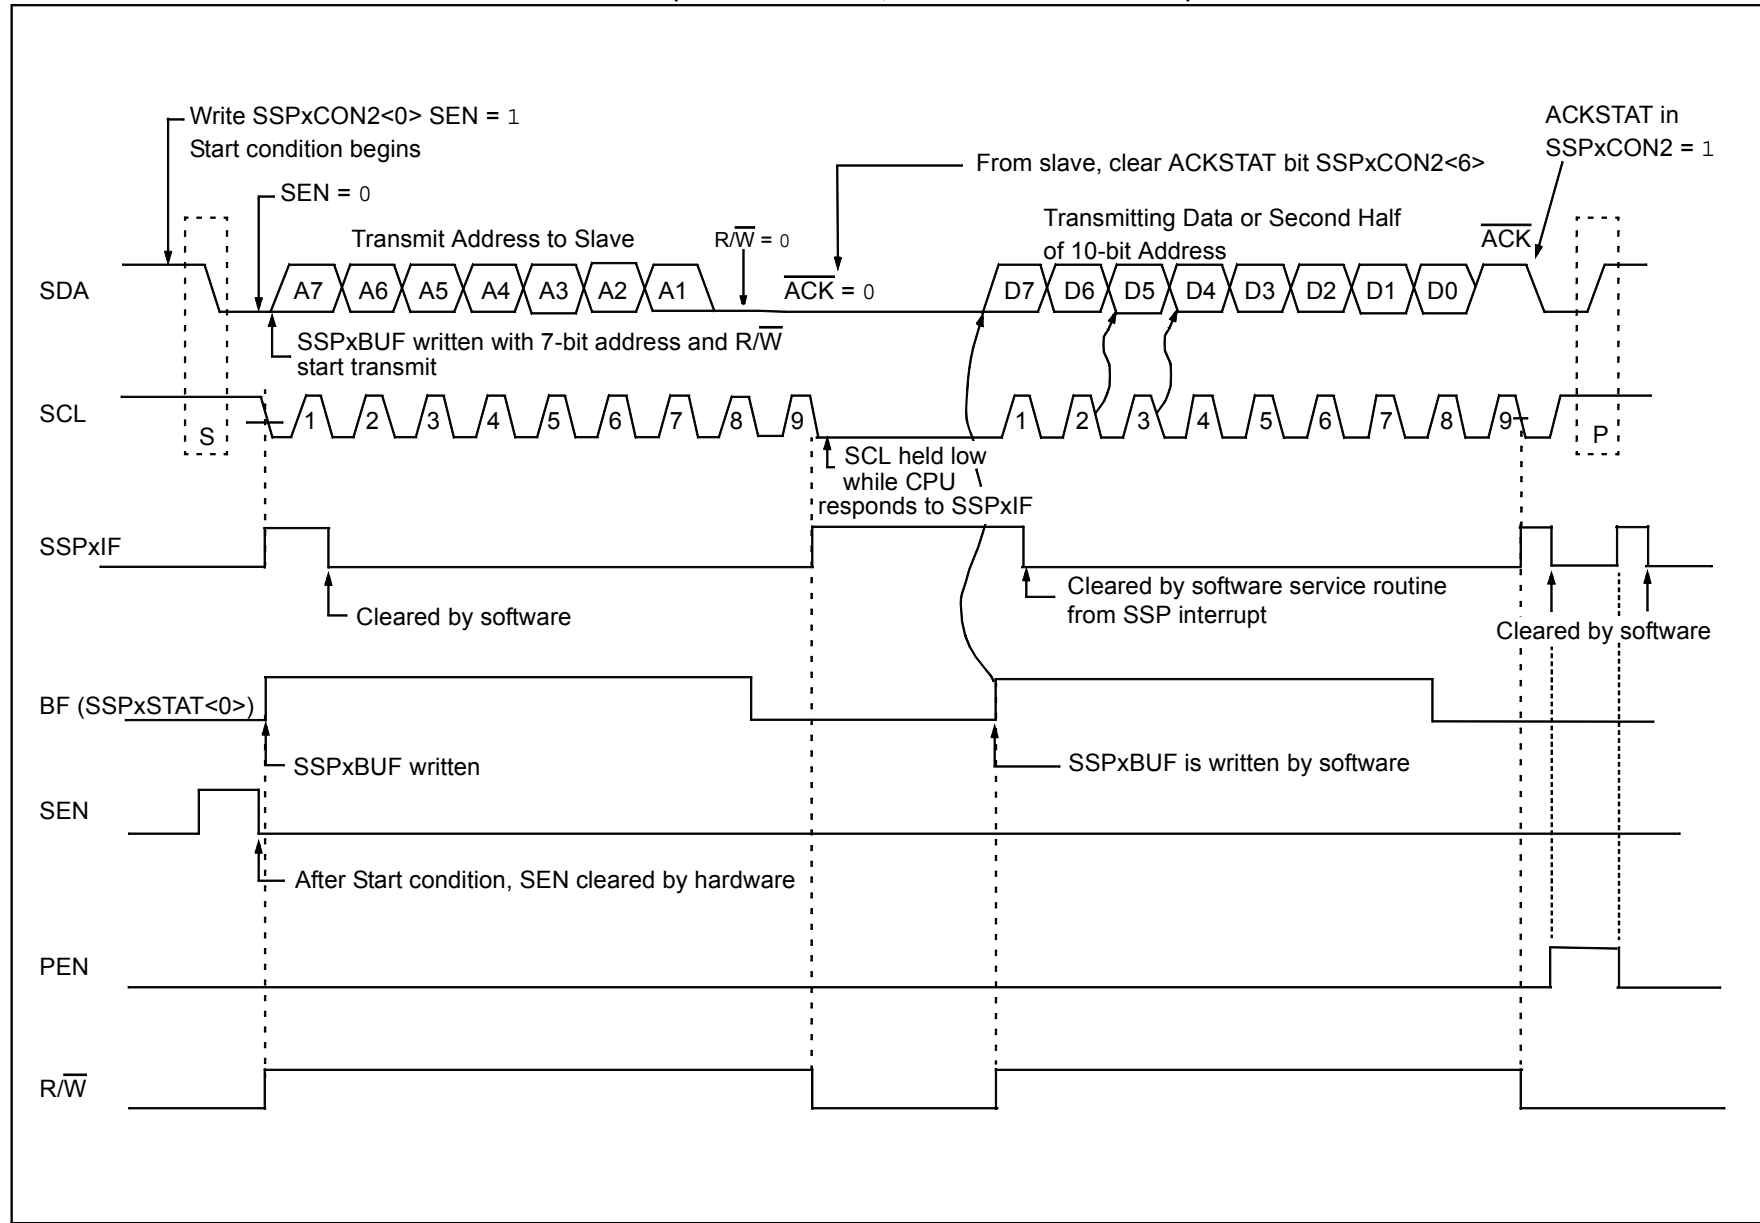 Write SSPxCON2<0> SEN = 1
Start condition begins
ACKSTAT in
SSPxCON2 = 1
From slave, clear ACKSTAT bit SSPxCON2<6>
SEN = 0
Transmit Address to Slave
R/W̅ = 0
Transmitting Data or Second Half
of 10-bit Address
A̅C̅K̅
SDA
A7 A6 A5 A4 A3 A2 A1
A̅C̅K̅ = 0
D7 D6 D5 D4 D3 D2 D1 D0
SSPxBUF written with 7-bit address and R/W̅
start transmit
SCL
S
1 2 3 4 5 6 7 8 9
1 2 3 4 5 6 7 8 9
P
SCL held low
while CPU
responds to SSPxIF
SSPxIF
Cleared by software
Cleared by software service routine
from SSP interrupt
Cleared by software
BF (SSPxSTAT<0>)
SSPxBUF written
SSPxBUF is written by software
SEN
After Start condition, SEN cleared by hardware
PEN
R/W̅